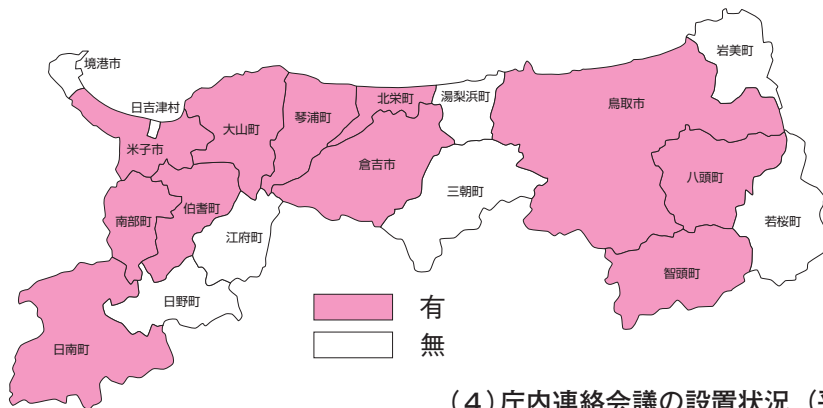 岩美町
境港市
日吉津村
湯梨浜町
北栄町
琴浦町
大山町
鳥取市
米子市
倉吉市
三朝町
八頭町
伯耆町
南部町
若桜町
江府町
智頭町
日野町
日南町
有
無
(4)庁内連絡会議の設置状況